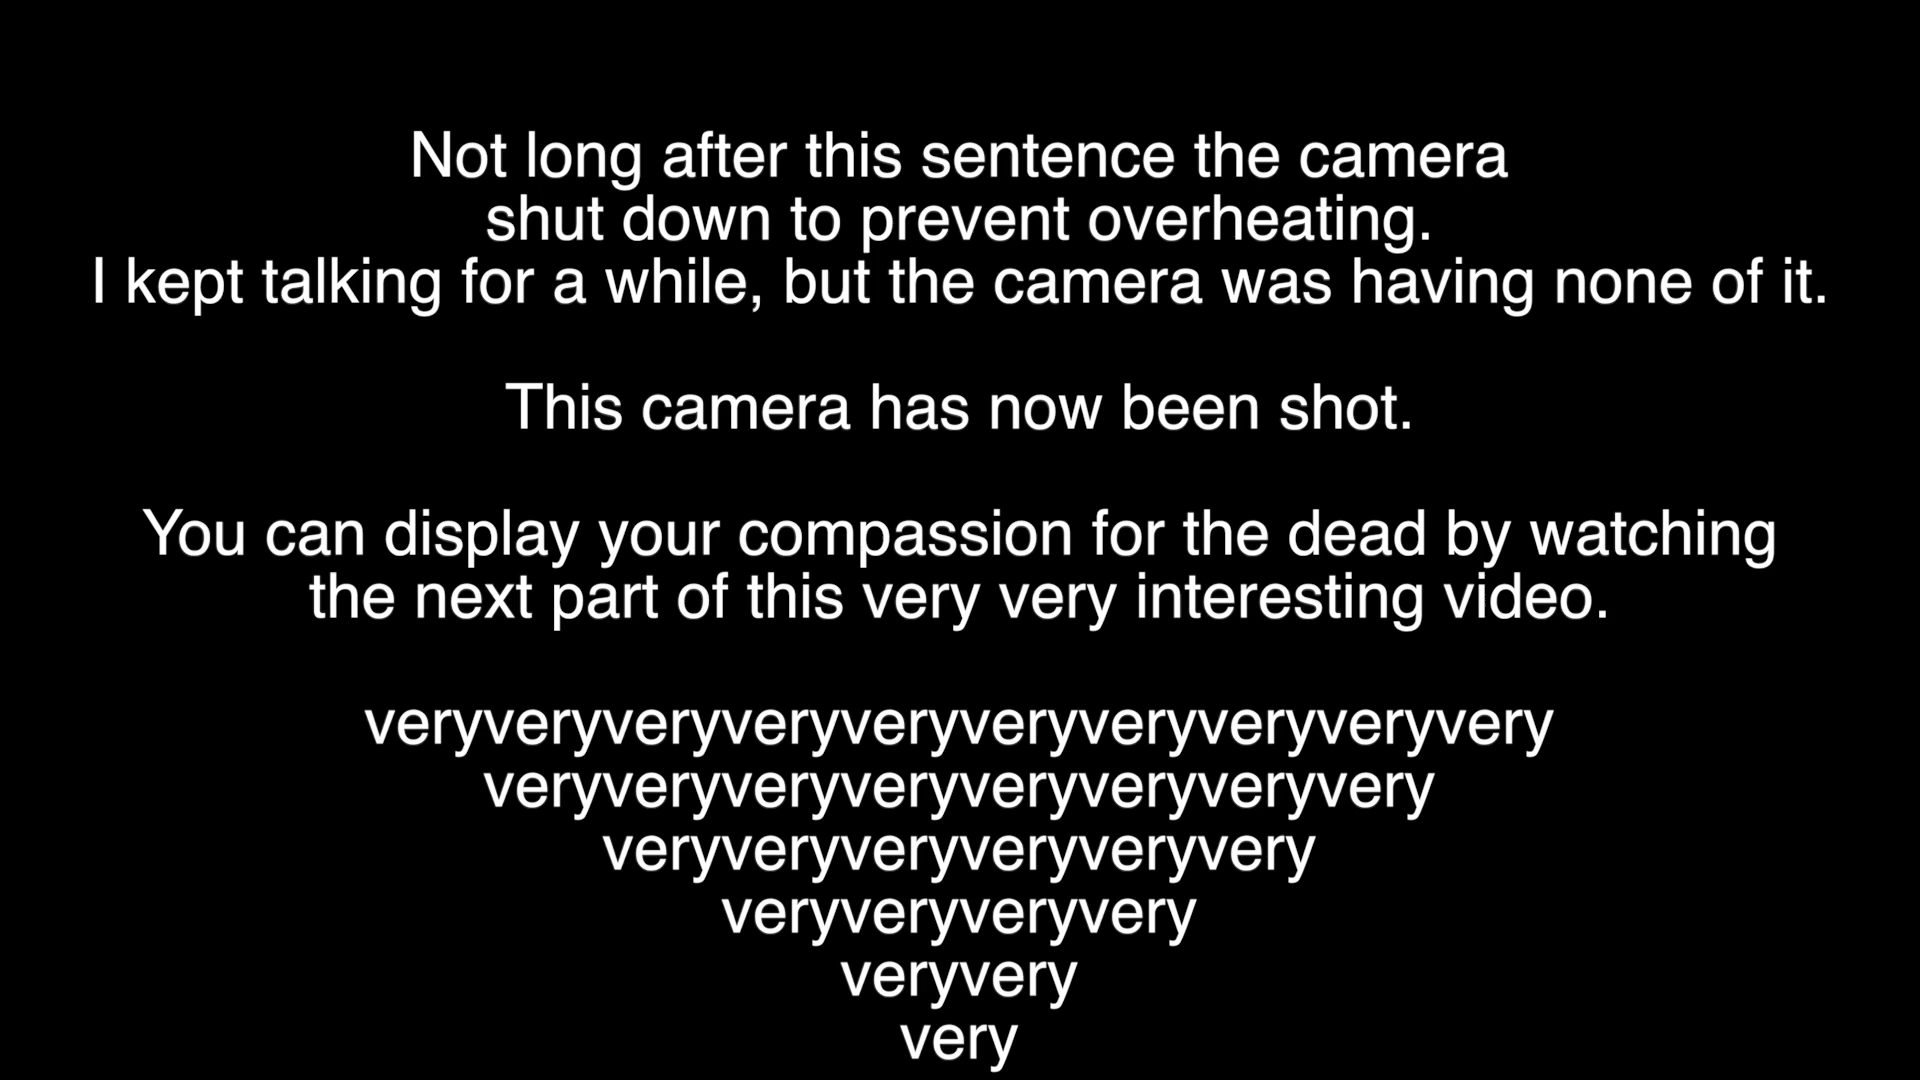 Not long after this sentence the camera
shut down to prevent overheating.
I kept talking for a while, but the camera was having none of it.
This camera has now been shot.
You can display your compassion for the dead by watching
the next part of this very very interesting video.
veryveryveryveryveryveryveryveryveryvery
veryveryveryveryveryveryveryvery
veryveryveryveryveryvery
veryveryveryvery
veryvery
very